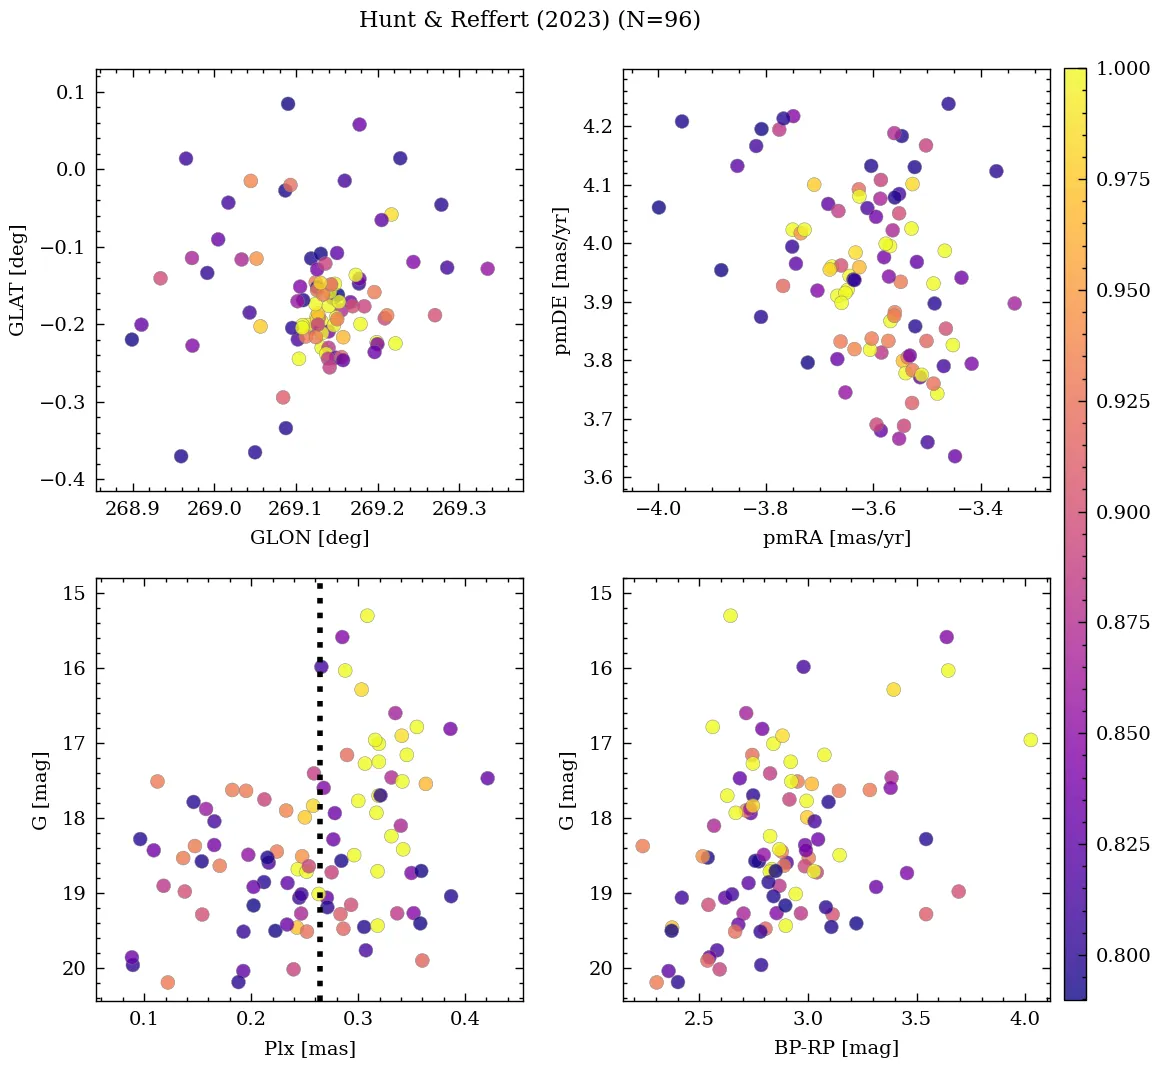 Hunt & Reffert (2023) (N=96)
0.1
0.0
−0.1
−0.2
−0.3
−0.4
GLAT [deg]
268.9 269.0 269.1 269.2 269.3
GLON [deg]
4.2
4.1
4.0
3.9
3.8
3.7
3.6
pmDE [mas/yr]
−4.0 −3.8 −3.6 −3.4
pmRA [mas/yr]
15
16
17
18
19
20
G [mag]
0.1 0.2 0.3 0.4
Plx [mas]
15
16
17
18
19
20
G [mag]
2.5 3.0 3.5 4.0
BP-RP [mag]
1.000
0.975
0.950
0.925
0.900
0.875
0.850
0.825
0.800